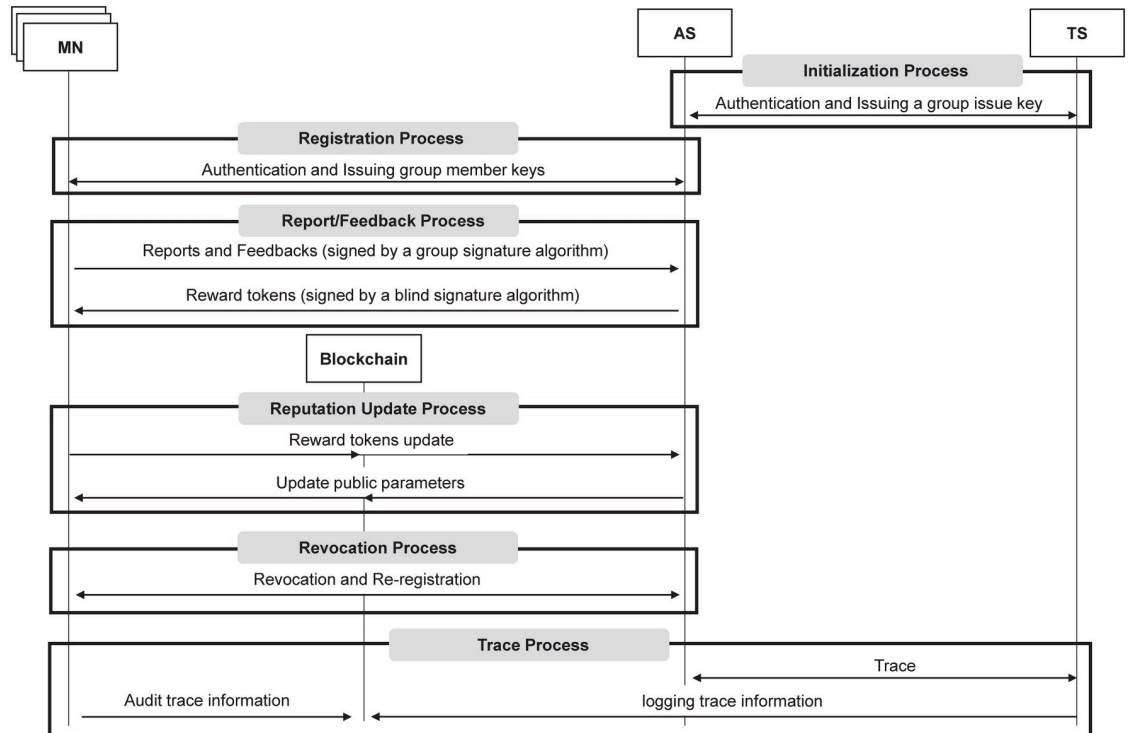 MN
AS
TS
Initialization Process
Authentication and Issuing a group issue key
Registration Process
Authentication and Issuing group member keys
Report/Feedback Process
Reports and Feedbacks (signed by a group signature algorithm)
Reward tokens (signed by a blind signature algorithm)
Blockchain
Reputation Update Process
Reward tokens update
Update public parameters
Revocation Process
Revocation and Re-registration
Trace Process
Trace
Audit trace information
logging trace information